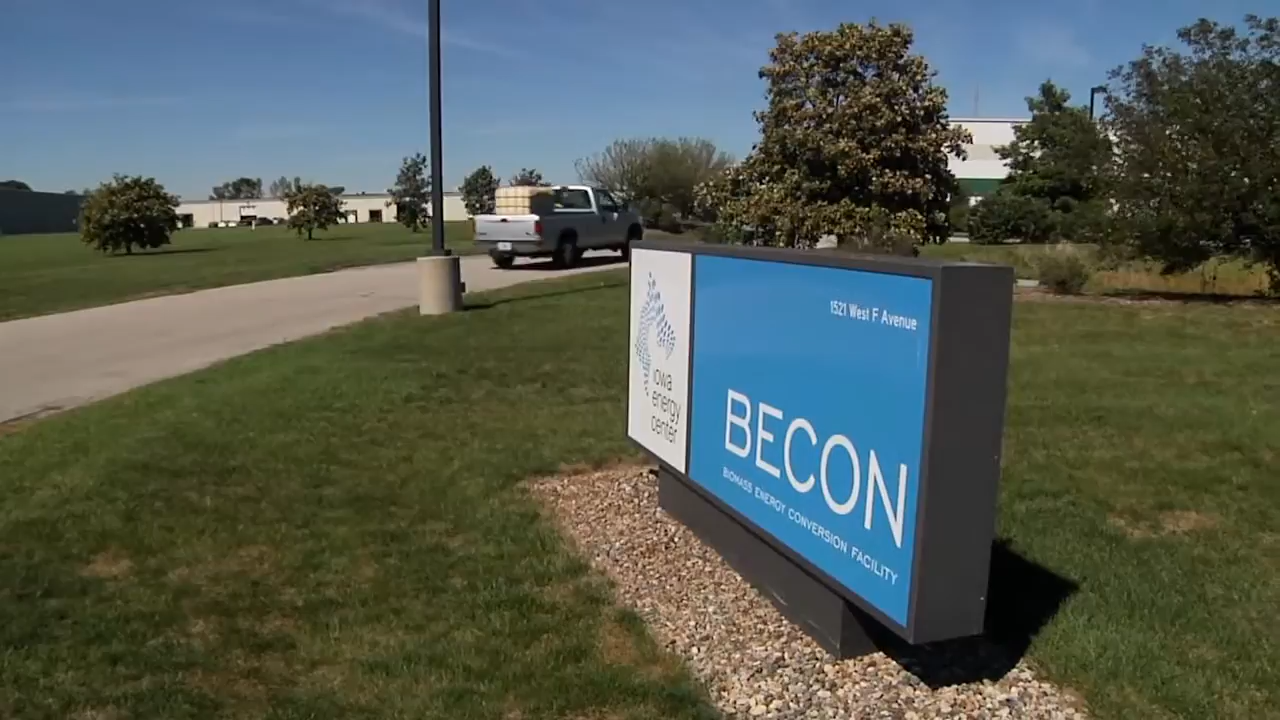 iowa
energy
center
1521 West F Avenue
BECON
BIOMASS ENERGY CONVERSION FACILITY